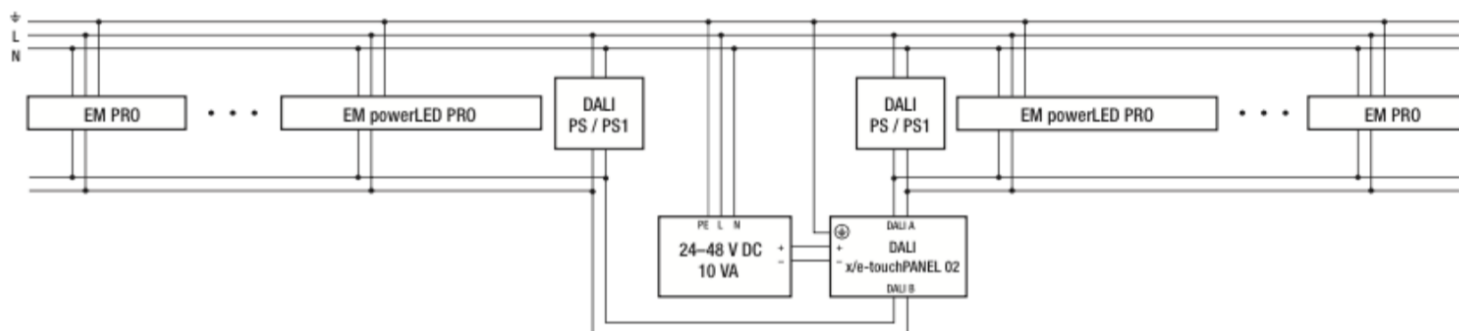 ⏚
L
N
EM PRO
EM powerLED PRO
DALI
PS / PS1
DALI
PS / PS1
EM powerLED PRO
EM PRO
PE L N
24–48 V DC
10 VA
+
–
DALI A
+
DALI
– x/e-touchPANEL 02
DALI B